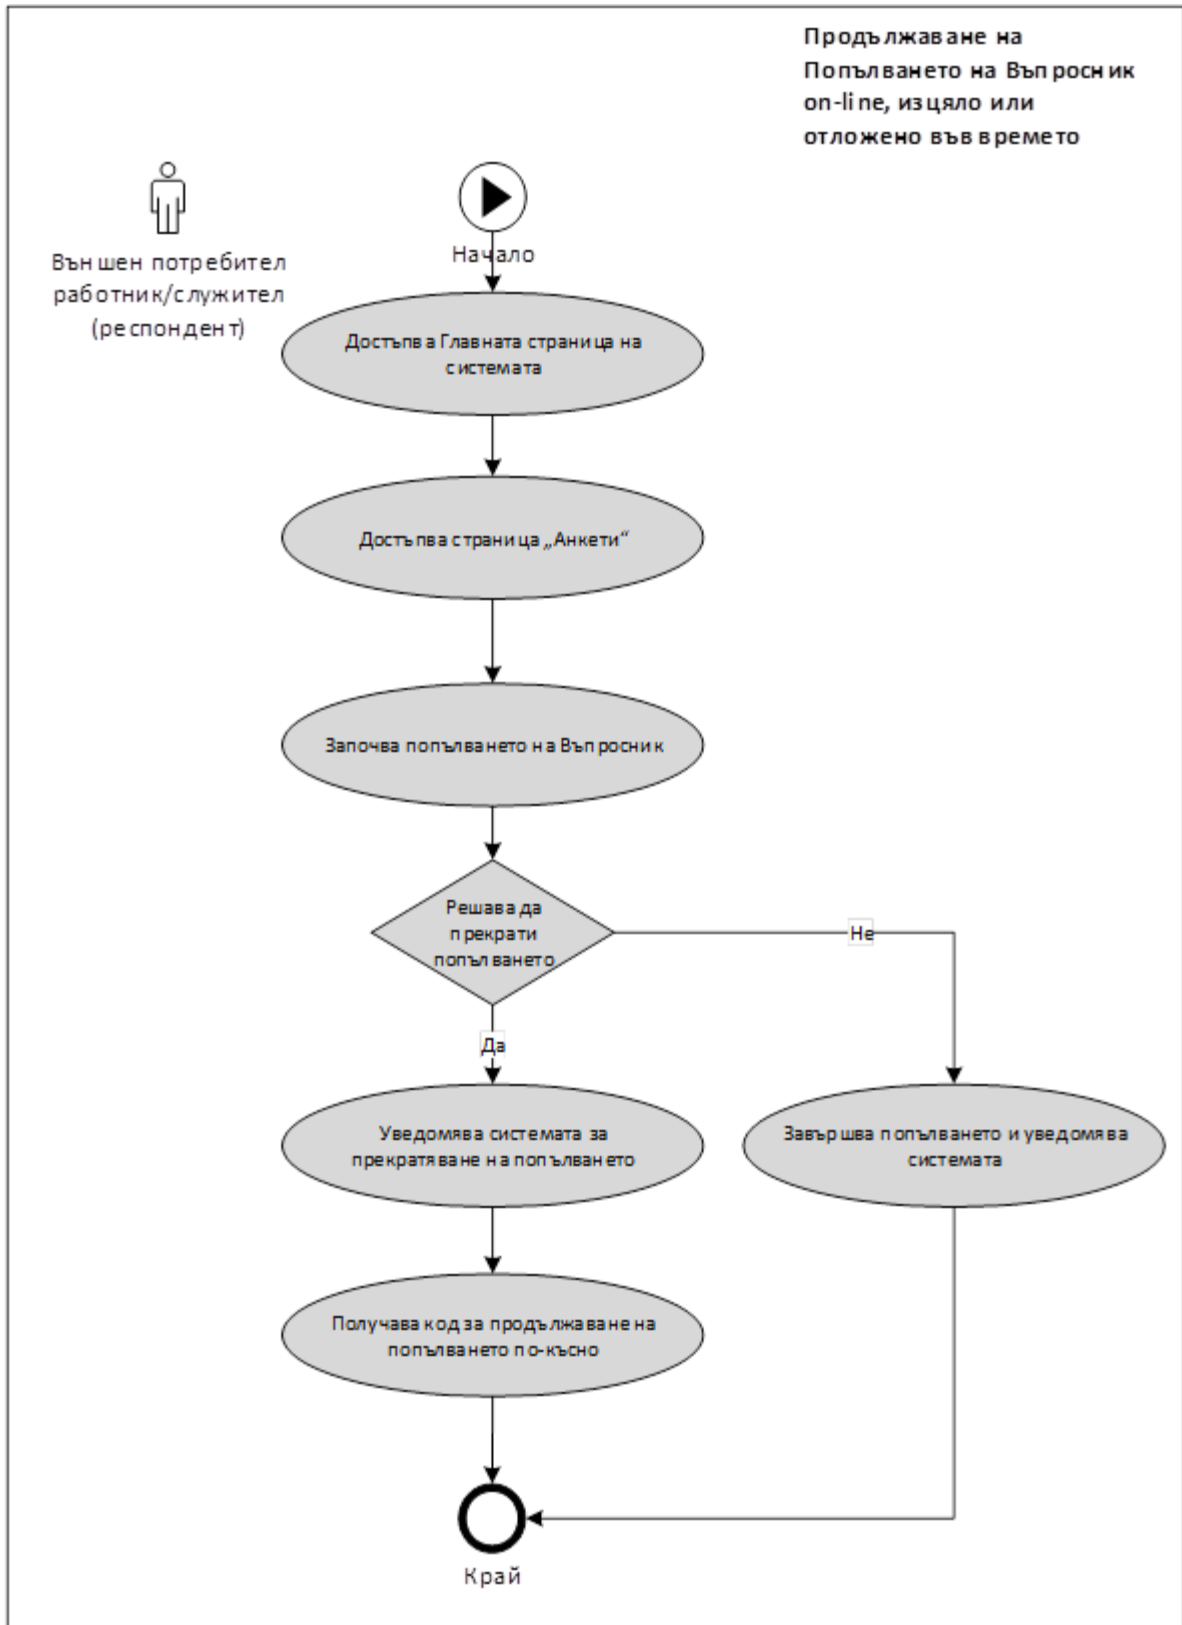 Продължаване на
Попълването на Въпросник
on-line, изцяло или
отложено във времето
Външен потребител
работник/служител
(респондент)
Начало
Достъпва Главната страница на
системата
Достъпва страница „Анкети“
Започва попълването на Въпросник
Решава да
прекрати
попълването
Не
Да
Уведомява системата за
прекратяване на попълването
Завършва попълването и уведомява
системата
Получава код за продължаване на
попълването по-късно
Край